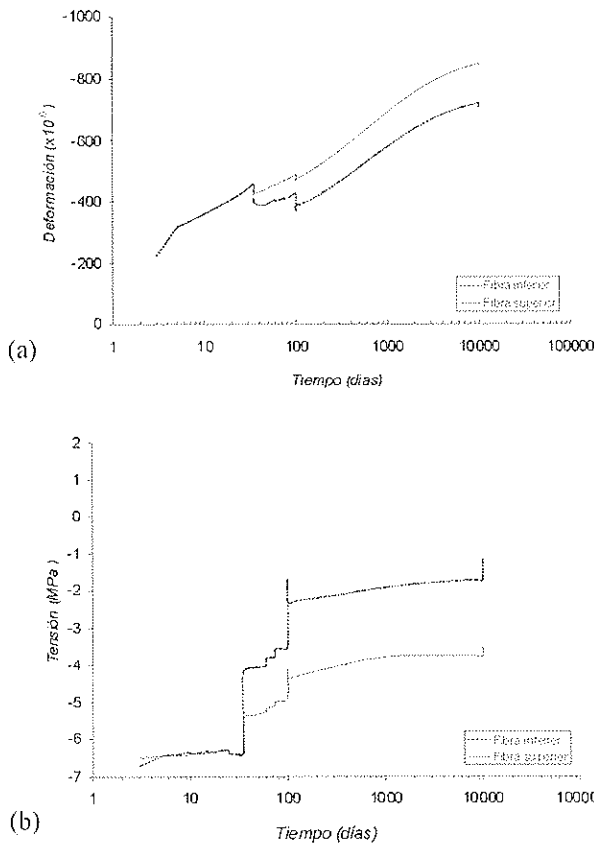 -1000
-800
-600
-400
-200
0
Deformación (x10⁻⁶)
Fibra inferior
Fibra superior
1
10
100
1000
10000
100000
(a)
Tiempo (días)
2
1
0
-1
-2
-3
-4
-5
-6
-7
Tensión (MPa)
Fibra inferior
Fibra superior
1
10
100
1000
10000
10000
(b)
Tiempo (días)